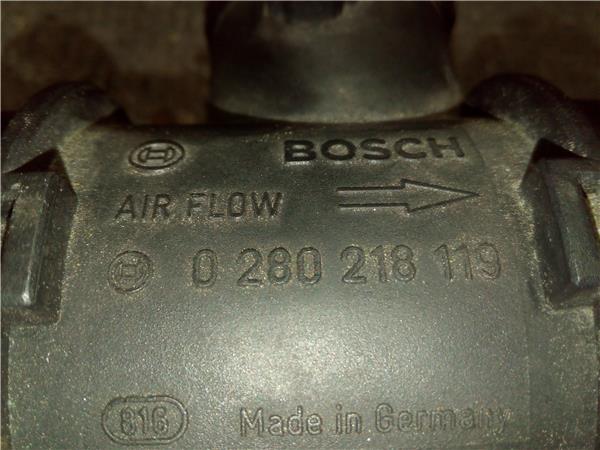 BOSCH
AIR FLOW
0 280 218 119
816 Made in Germany